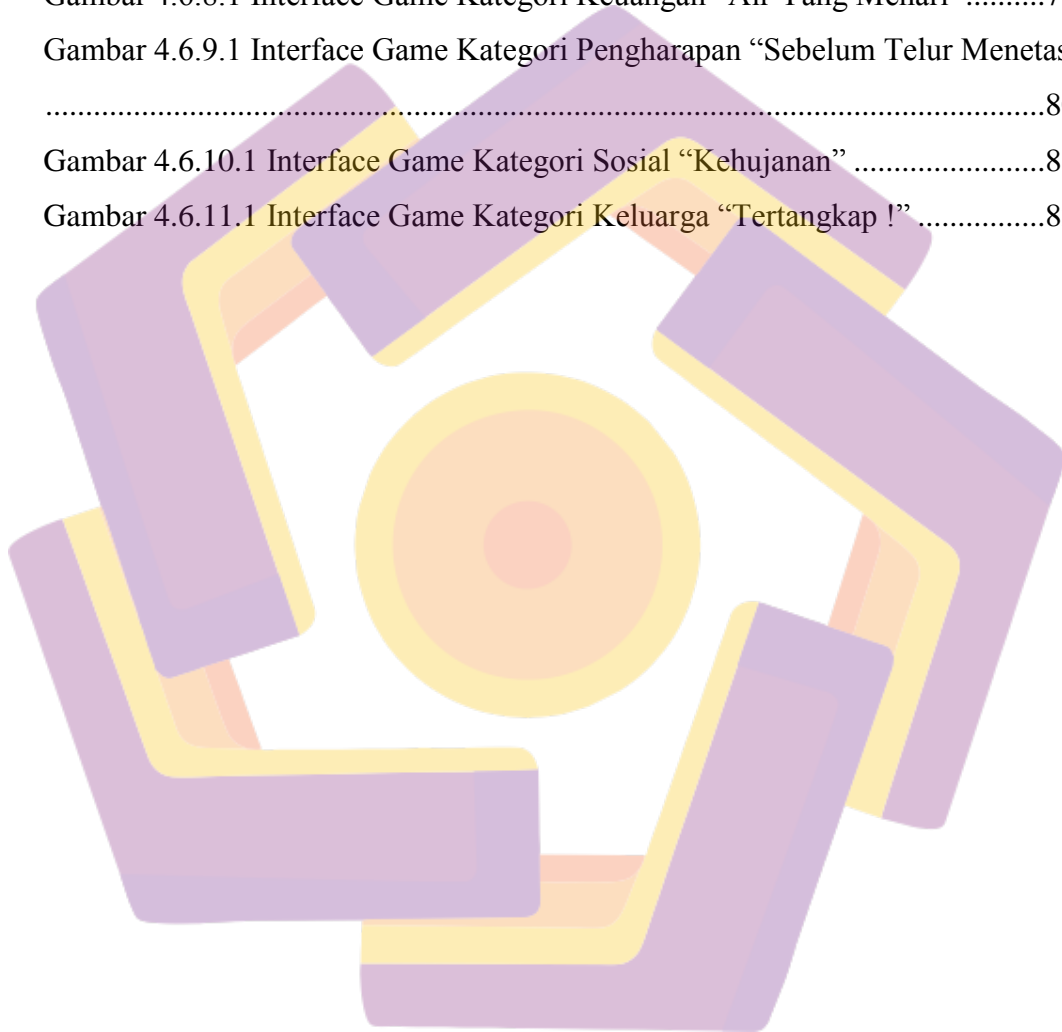 Gambar 4.6.8.1 Interface Game Kategori Keuangan “Air Yang Menari” ..........7
Gambar 4.6.9.1 Interface Game Kategori Pengharapan “Sebelum Telur Menetas
............................................................................................................................8
Gambar 4.6.10.1 Interface Game Kategori Sosial “Kehujanan” ........................8
Gambar 4.6.11.1 Interface Game Kategori Keluarga “Tertangkap !” ................8